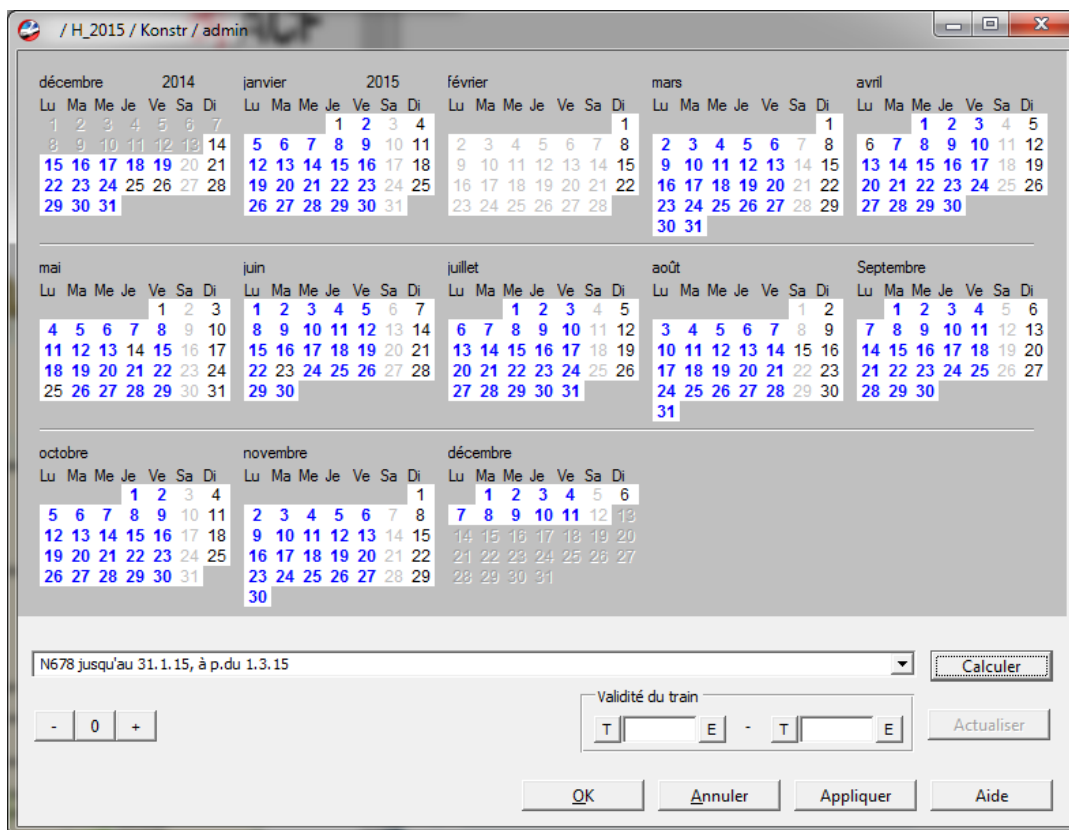 / H_2015 / Konstr / admin
décembre 2014 janvier 2015 février mars avril
Lu Ma Me Je Ve Sa Di Lu Ma Me Je Ve Sa Di Lu Ma Me Je Ve Sa Di Lu Ma Me Je Ve Sa Di Lu Ma Me Je Ve Sa Di
1 2 3 4 5 6 7 1 2 3 4 1 1 1 2 3 4 5
8 9 10 11 12 13 14 5 6 7 8 9 10 11 2 3 4 5 6 7 8 2 3 4 5 6 7 8 6 7 8 9 10 11 12
15 16 17 18 19 20 21 12 13 14 15 16 17 18 9 10 11 12 13 14 15 9 10 11 12 13 14 15 13 14 15 16 17 18 19
22 23 24 25 26 27 28 19 20 21 22 23 24 25 16 17 18 19 20 21 22 16 17 18 19 20 21 22 20 21 22 23 24 25 26
29 30 31 26 27 28 29 30 31 23 24 25 26 27 28 23 24 25 26 27 28 29 27 28 29 30
30 31
mai juin juillet août Septembre
Lu Ma Me Je Ve Sa Di Lu Ma Me Je Ve Sa Di Lu Ma Me Je Ve Sa Di Lu Ma Me Je Ve Sa Di Lu Ma Me Je Ve Sa Di
1 2 3 1 2 3 4 5 6 7 1 2 3 4 5 1 2 1 2 3 4 5 6
4 5 6 7 8 9 10 8 9 10 11 12 13 14 6 7 8 9 10 11 12 3 4 5 6 7 8 9 7 8 9 10 11 12 13
11 12 13 14 15 16 17 15 16 17 18 19 20 21 13 14 15 16 17 18 19 10 11 12 13 14 15 16 14 15 16 17 18 19 20
18 19 20 21 22 23 24 22 23 24 25 26 27 28 20 21 22 23 24 25 26 17 18 19 20 21 22 23 21 22 23 24 25 26 27
25 26 27 28 29 30 31 29 30 27 28 29 30 31 24 25 26 27 28 29 30 28 29 30
31
octobre novembre décembre
Lu Ma Me Je Ve Sa Di Lu Ma Me Je Ve Sa Di Lu Ma Me Je Ve Sa Di
1 2 3 4 1 1 2 3 4 5 6
5 6 7 8 9 10 11 2 3 4 5 6 7 8 7 8 9 10 11 12 13
12 13 14 15 16 17 18 9 10 11 12 13 14 15 14 15 16 17 18 19 20
19 20 21 22 23 24 25 16 17 18 19 20 21 22 21 22 23 24 25 26 27
26 27 28 29 30 31 23 24 25 26 27 28 29 28 29 30 31
30
N678 jusqu'au 31.1.15, à p.du 1.3.15 Calculer
Validité du train
- 0 + T E - T E Actualiser
OK Annuler Appliquer Aide